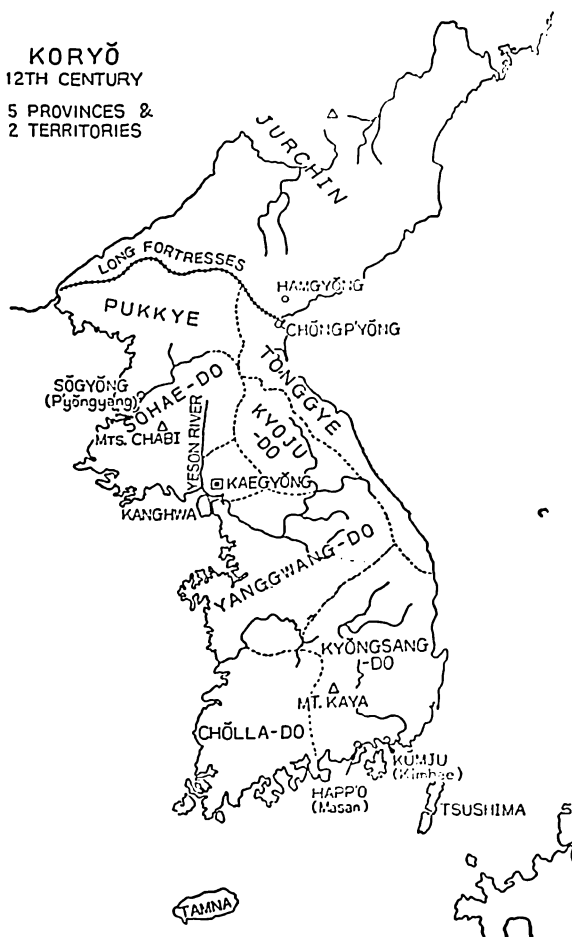 KORYŎ
12TH CENTURY
5 PROVINCES &
2 TERRITORIES
JURCHIN
LONG FORTRESSES
HAMGYŎNG
PUKKYE
CHŎNGP'YŎNG
TONGGYE
SŎGYŎNG
(P'yŏngyang)
SŎHAE-DO
KYOJU
-DO
MTS. CHABI
YESON RIVER
KAEGYŎNG
KANGHWA
YANGGWANG-DO
KYŎNGSANG
-DO
MT. KAYA
CHŎLLA-DO
KŬMJU
(Kimhae)
HAPP'O
(Masan)
TSUSHIMA
TAMNA